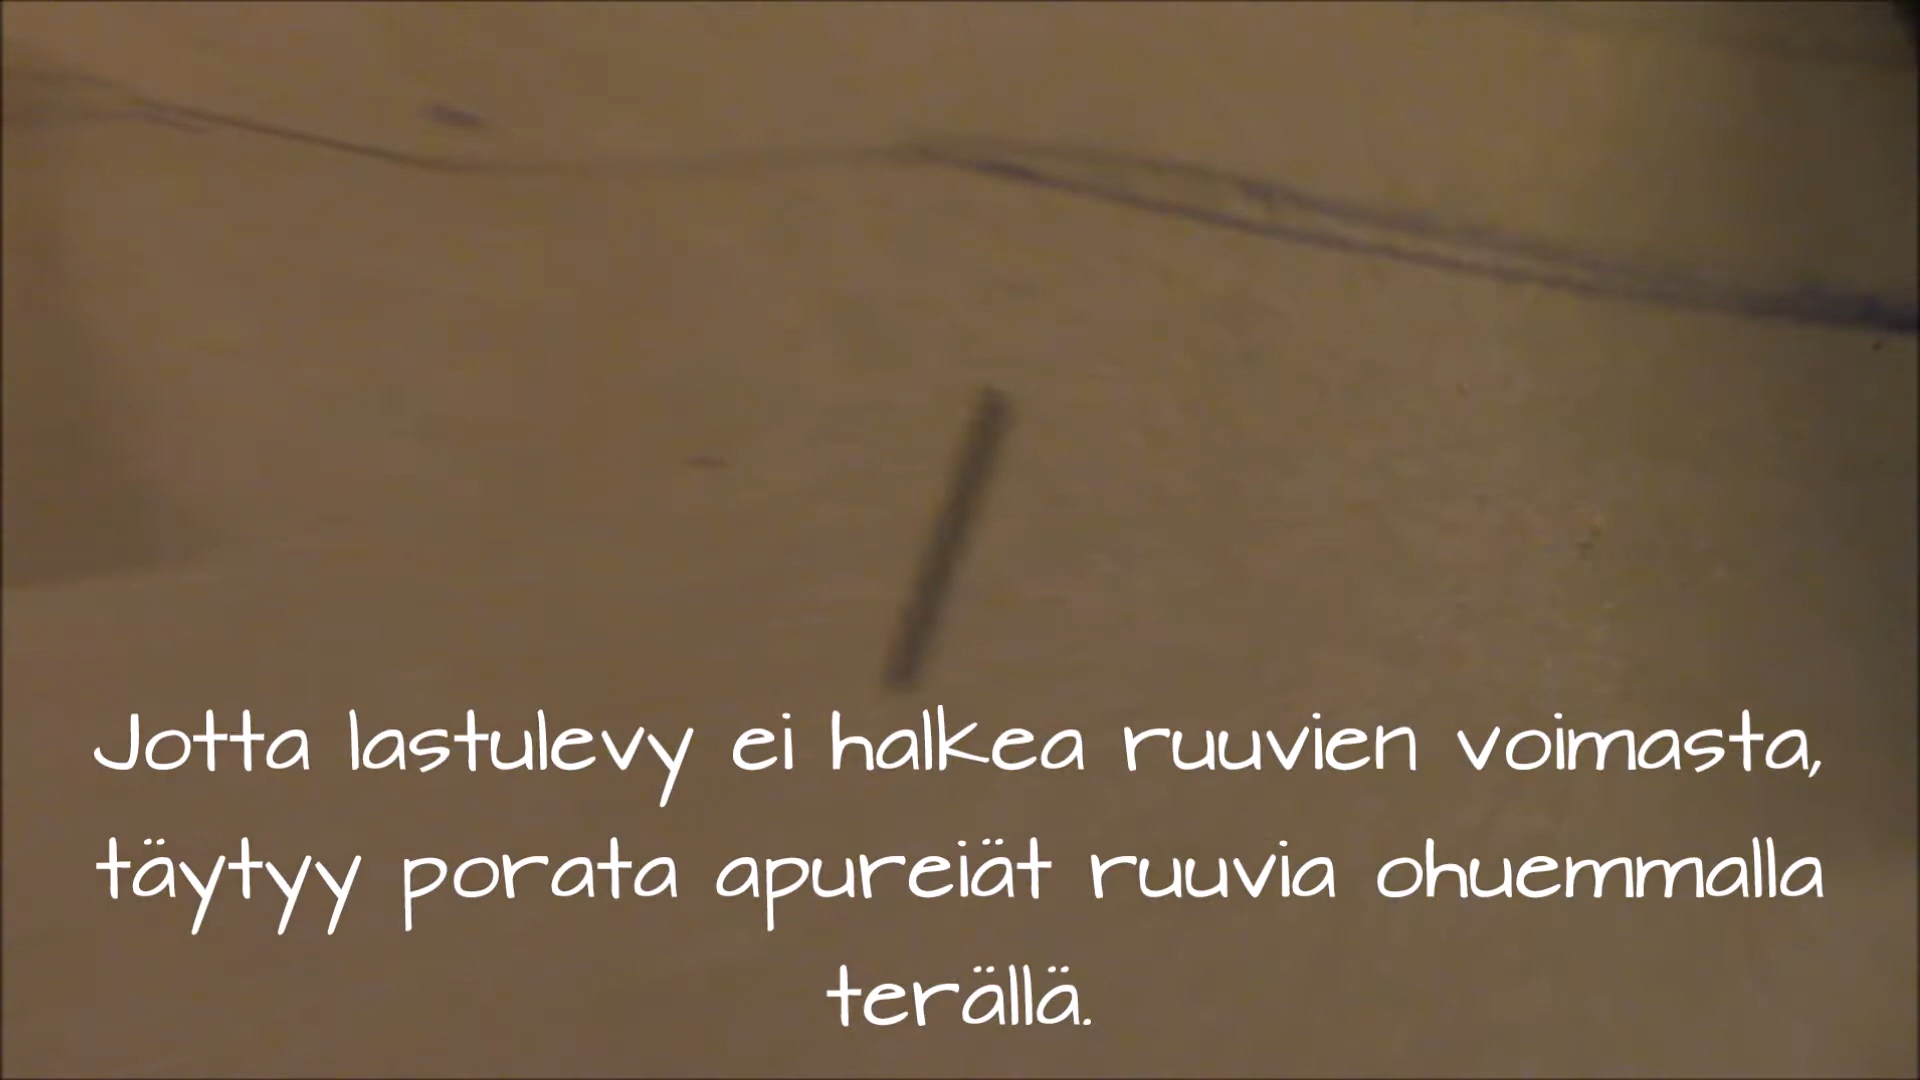 Jotta lastulevy ei halkea ruuvien voimasta,
täytyy porata apureiät ruuvia ohuemmalla
terällä.